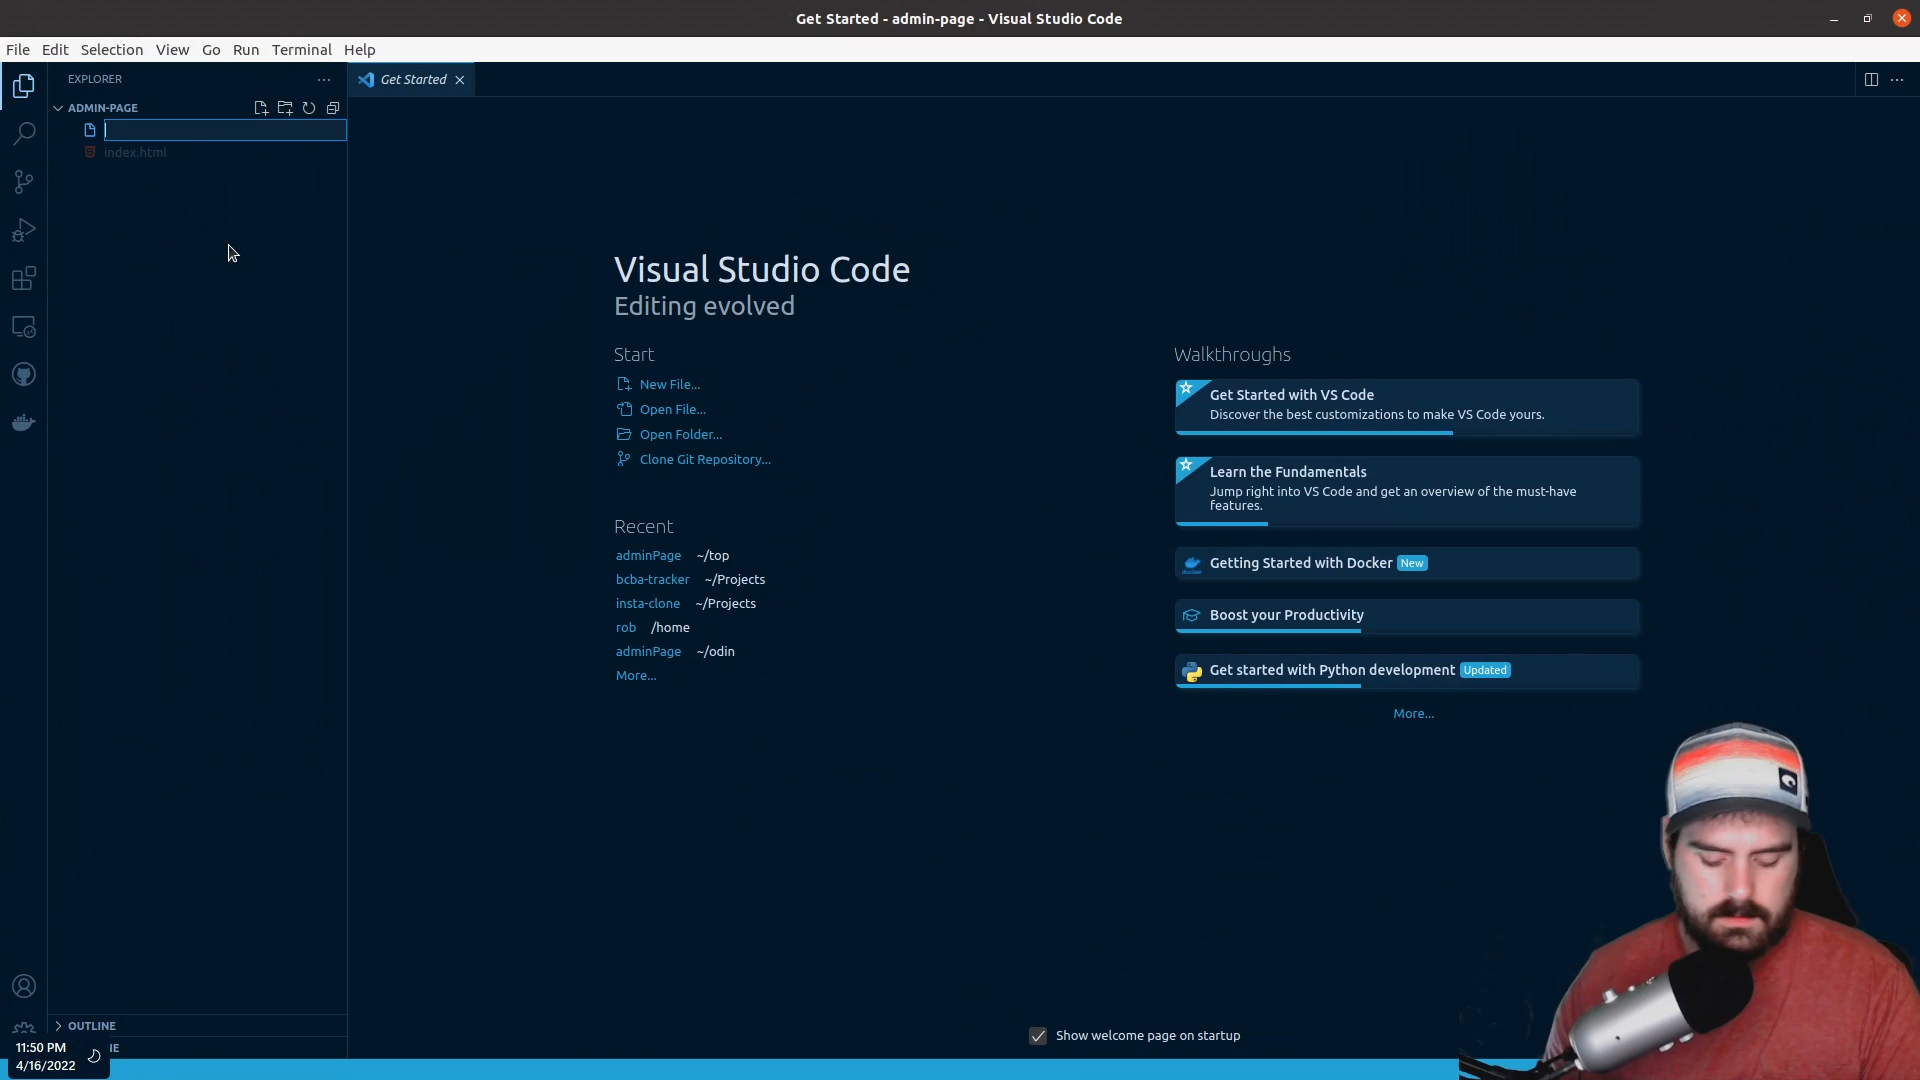 Get Started - admin-page - Visual Studio Code
File Edit Selection View Go Run Terminal Help
EXPLORER
Get Started
ADMIN-PAGE
index.html
Visual Studio Code
Editing evolved
Start
New File...
Open File...
Open Folder...
Clone Git Repository...
Recent
adminPage ~/top
bcba-tracker ~/Projects
insta-clone ~/Projects
rob /home
adminPage ~/odin
More...
Walkthroughs
Get Started with VS Code
Discover the best customizations to make VS Code yours.
Learn the Fundamentals
Jump right into VS Code and get an overview of the must-have
features.
Getting Started with Docker New
Boost your Productivity
Get started with Python development Updated
More...
Show welcome page on startup
OUTLINE
11:50 PM
4/16/2022